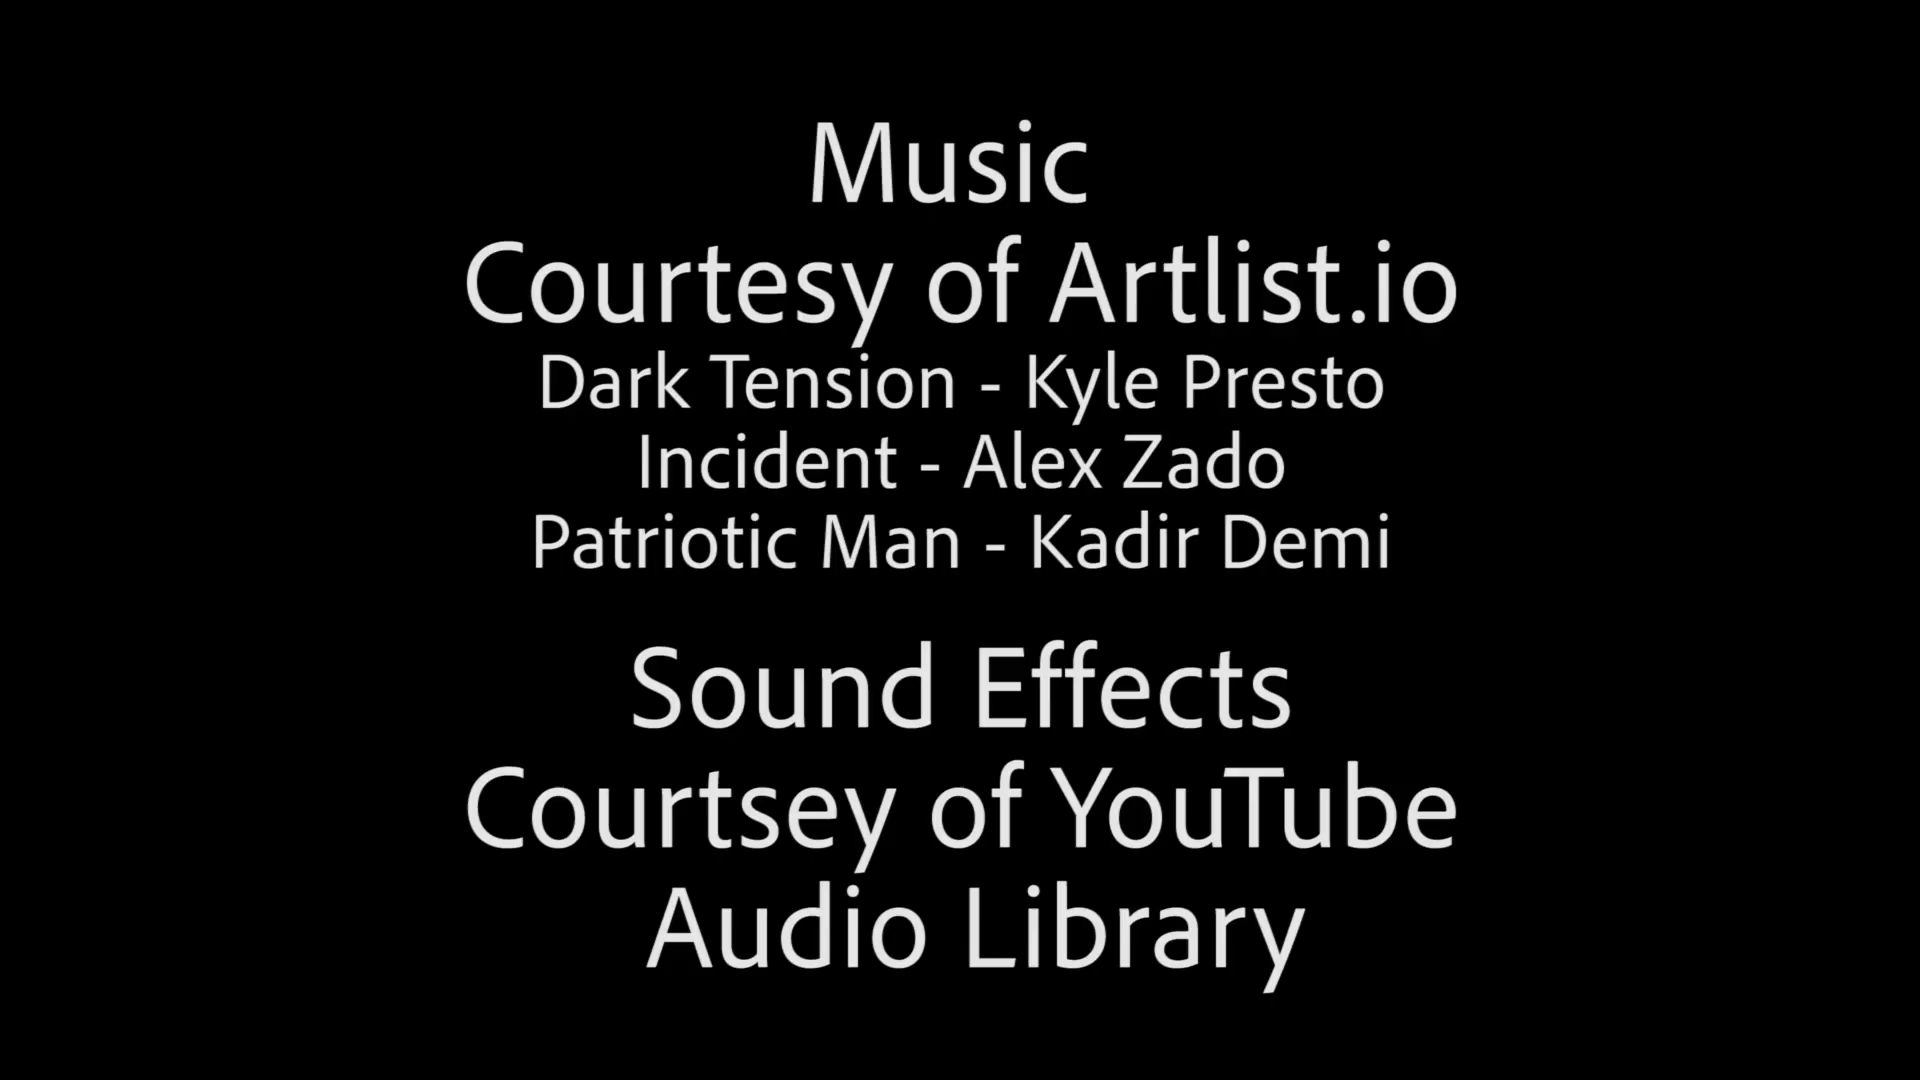 Music
Courtesy of Artlist.io
Dark Tension - Kyle Presto
Incident - Alex Zado
Patriotic Man - Kadir Demi
Sound Effects
Courtsey of YouTube
Audio Library